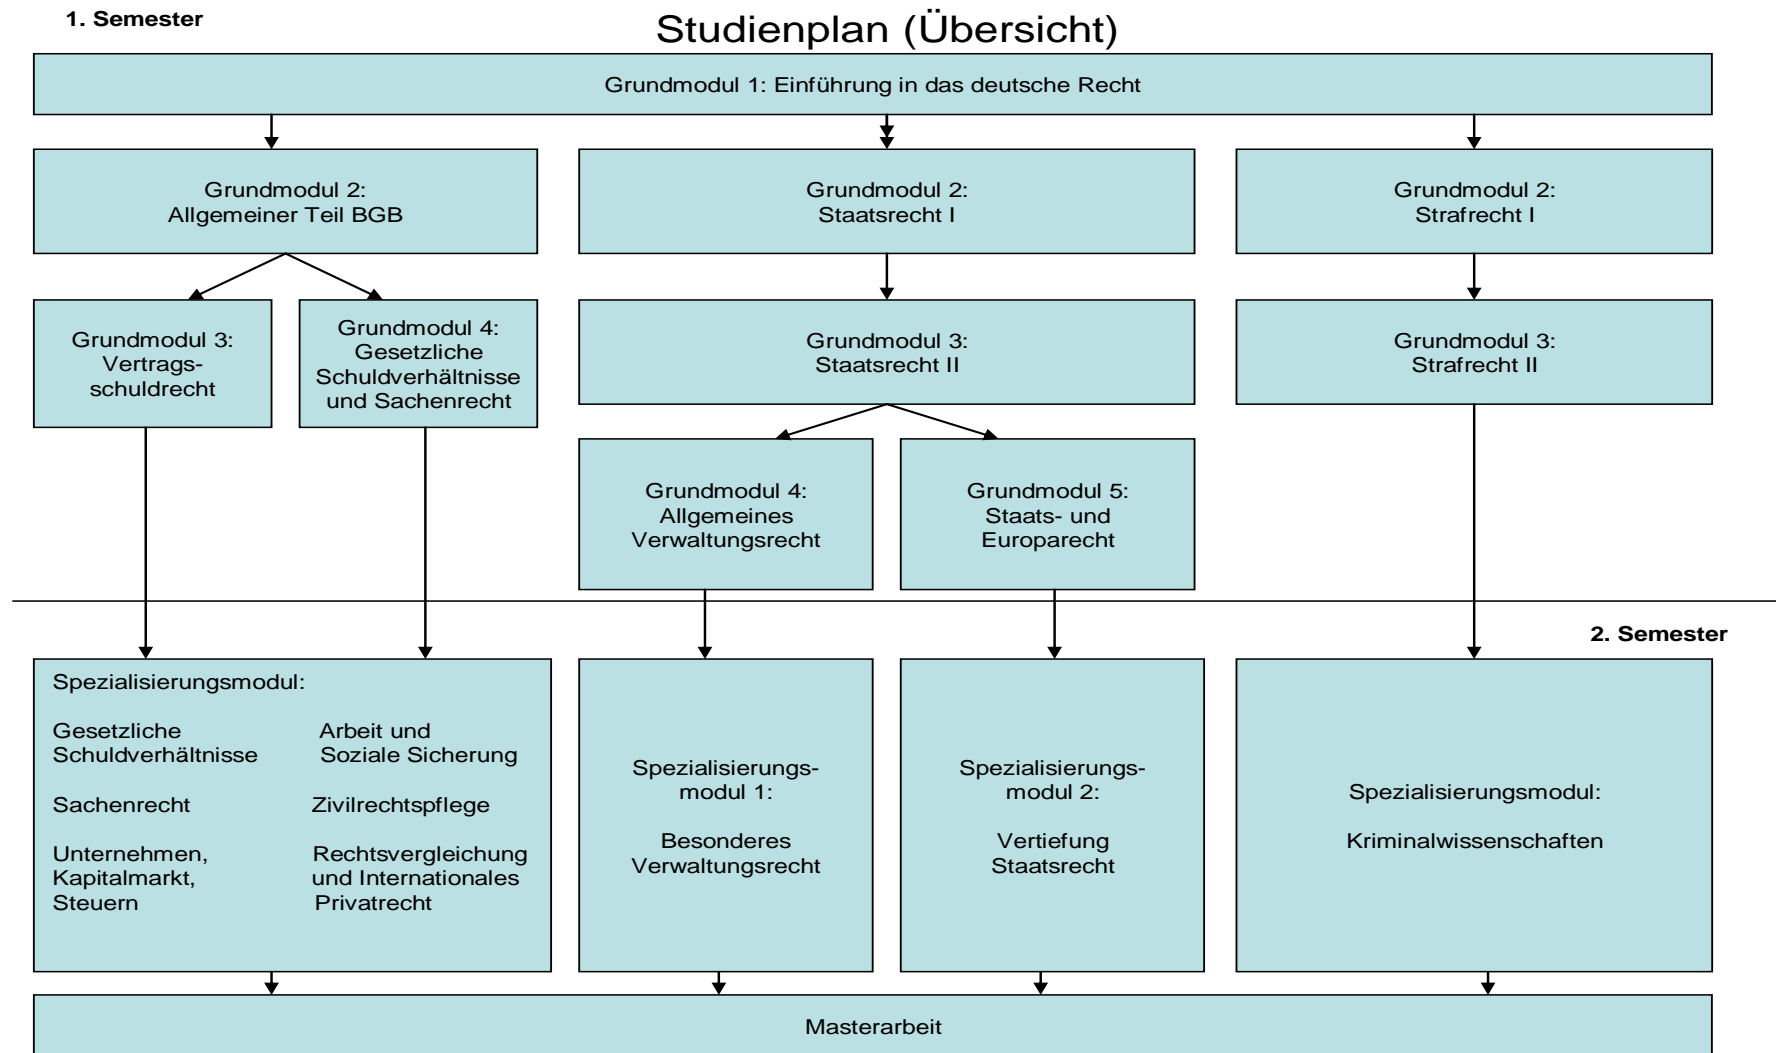 1. Semester
Studienplan (Übersicht)
Grundmodul 1: Einführung in das deutsche Recht
Grundmodul 2:
Allgemeiner Teil BGB
Grundmodul 2:
Staatsrecht I
Grundmodul 2:
Strafrecht I
Grundmodul 3:
Vertrags-
schuldrecht
Grundmodul 4:
Gesetzliche
Schuldverhältnisse
und Sachenrecht
Grundmodul 3:
Staatsrecht II
Grundmodul 3:
Strafrecht II
Grundmodul 4:
Allgemeines
Verwaltungsrecht
Grundmodul 5:
Staats- und
Europarecht
2. Semester
Spezialisierungsmodul:
Gesetzliche
Schuldverhältnisse
Arbeit und
Soziale Sicherung
Sachenrecht
Zivilrechtspflege
Unternehmen,
Kapitalmarkt,
Steuern
Rechtsvergleichung
und Internationales
Privatrecht
Spezialisierungs-
modul 1:
Besonderes
Verwaltungsrecht
Spezialisierungs-
modul 2:
Vertiefung
Staatsrecht
Spezialisierungsmodul:
Kriminalwissenschaften
Masterarbeit